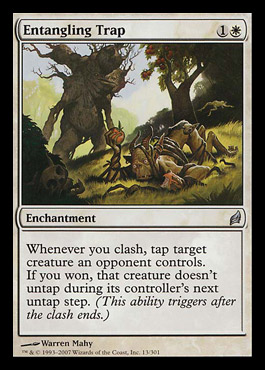 Entangling Trap 1
Enchantment
Whenever you clash, tap target
creature an opponent controls.
If you won, that creature doesn't
untap during its controller's next
untap step. (This ability triggers after
the clash ends.)
Warren Mahy
™ & © 1993–2007 Wizards of the Coast, Inc. 13/301